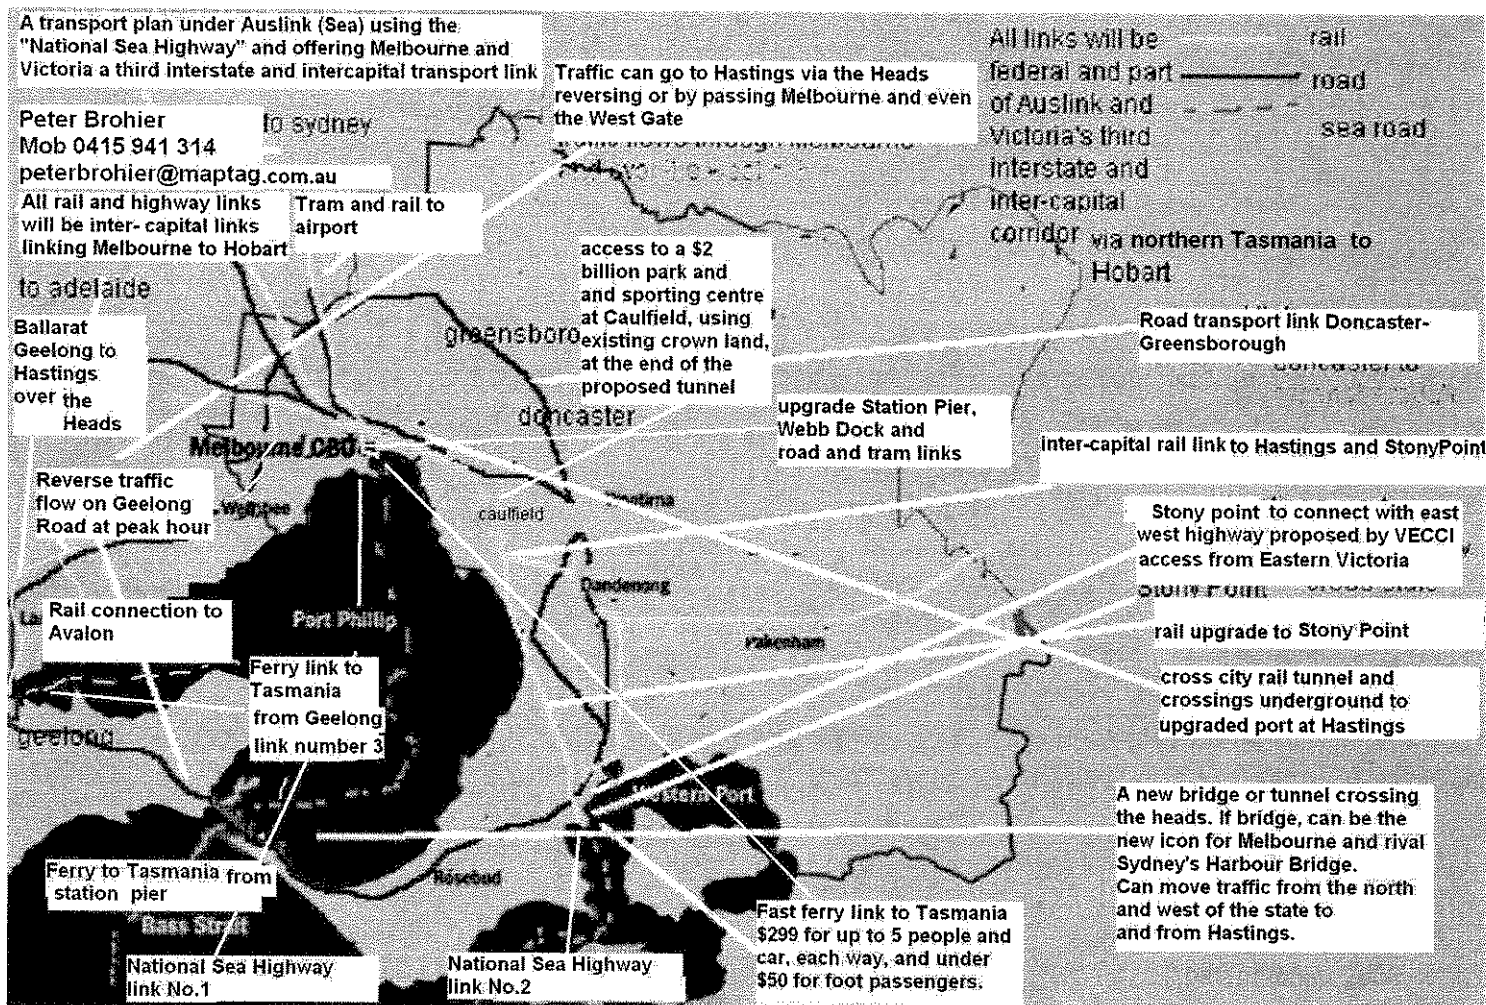 A transport plan under Auslink (Sea) using the
"National Sea Highway" and offering Melbourne and
Victoria a third interstate and intercapital transport link
Peter Brohier
Mob 0415 941 314
peterbrohier@maptag.com.au
to sydney
Traffic can go to Hastings via the Heads
reversing or by passing Melbourne and even
the West Gate
All links will be
federal and part
of Auslink and
Victoria's third
interstate and
inter-capital
corridor via northern Tasmania to
Hobart
rail
road
sea road
All rail and highway links
will be inter- capital links
linking Melbourne to Hobart
Tram and rail to
airport
to adelaide
access to a $2
billion park and
and sporting centre
at Caulfield, using
existing crown land,
at the end of the
proposed tunnel
greensboro
Road transport link Doncaster-
Greensborough
doncaster to
Ballarat
Geelong to
Hastings
over the
Heads
doncaster
upgrade Station Pier,
Webb Dock and
road and tram links
Melbourne CBD
inter-capital rail link to Hastings and StonyPoint
Reverse traffic
flow on Geelong
Road at peak hour
caulfield
Stony point to connect with east
west highway proposed by VECCI
access from Eastern Victoria
Dandenong
Stony Point
Rail connection to
Avalon
Port Phillip
Pakenham
rail upgrade to Stony Point
Ferry link to
Tasmania
from Geelong
link number 3
cross city rail tunnel and
crossings underground to
upgraded port at Hastings
geelong
Western Port
A new bridge or tunnel crossing
the heads. If bridge, can be the
new icon for Melbourne and rival
Sydney's Harbour Bridge.
Can move traffic from the north
and west of the state to
and from Hastings.
Ferry to Tasmania from
station pier
Rosebud
Bass Strait
Fast ferry link to Tasmania
$299 for up to 5 people and
car, each way, and under
$50 for foot passengers.
National Sea Highway
link No.1
National Sea Highway
link No.2